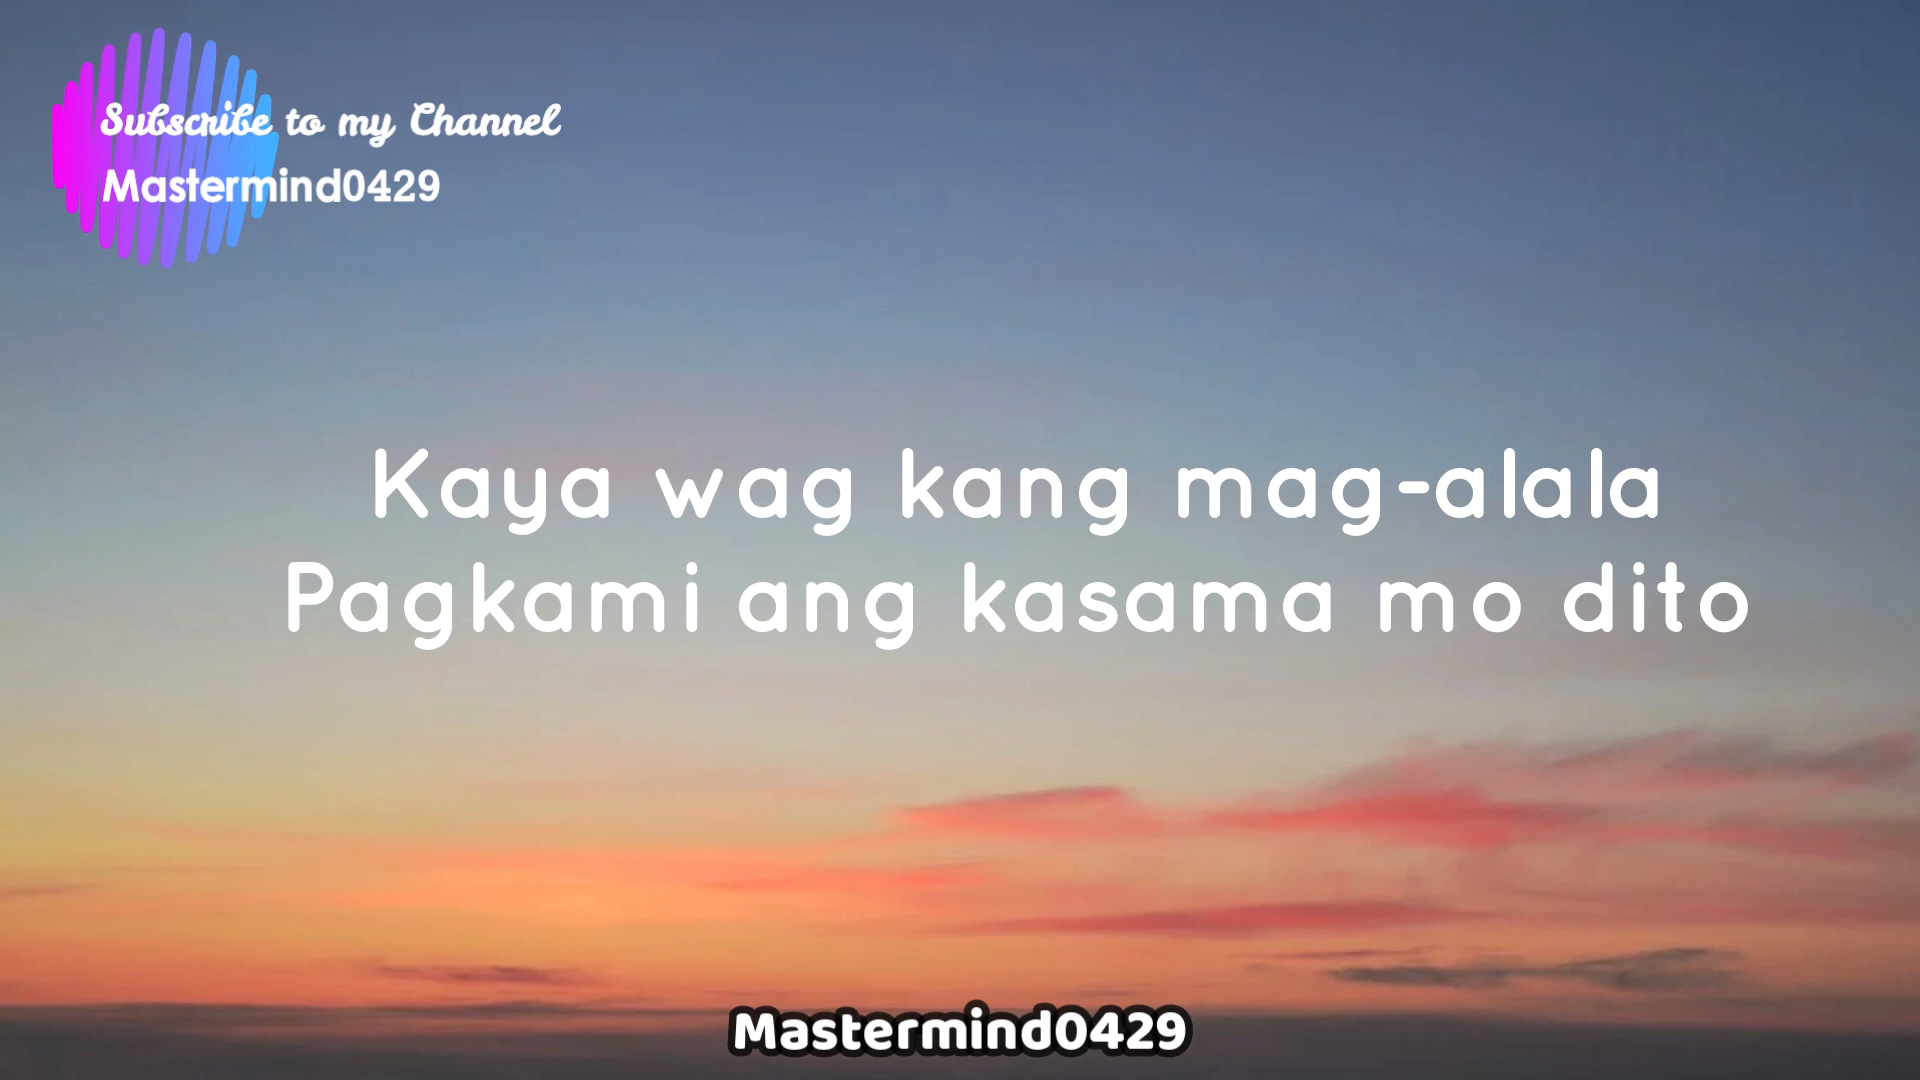 Subscribe to my Channel
Mastermind0429
Kaya wag kang mag-alala
Pagkami ang kasama mo dito
Mastermind0429